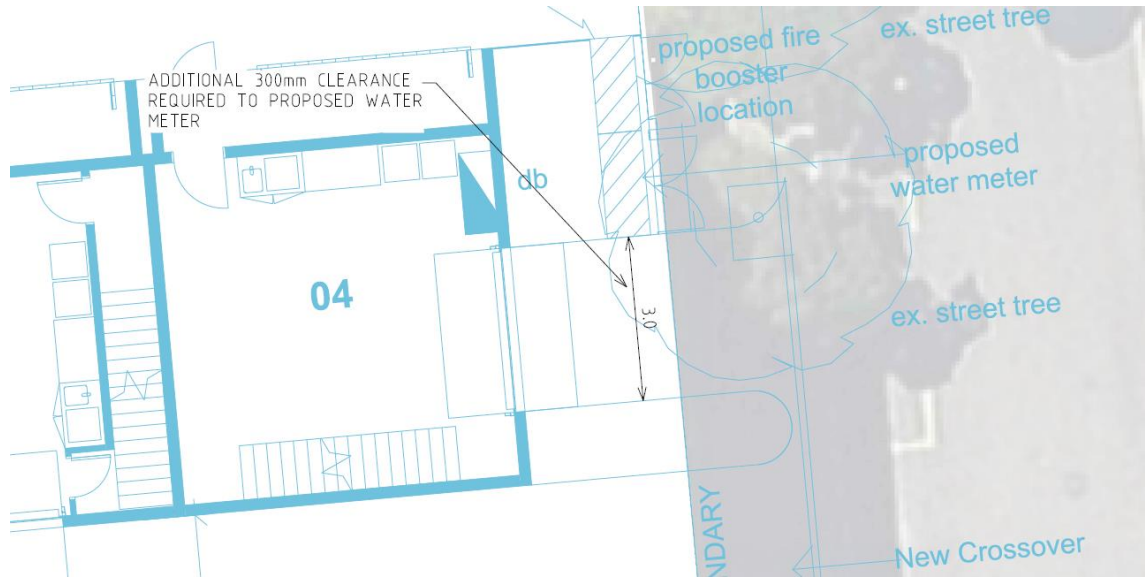 ADDITIONAL 300mm CLEARANCE
REQUIRED TO PROPOSED WATER
METER
proposed fire
booster
location
ex. street tree
db
proposed
water meter
04
3.0
ex. street tree
NDARY
New Crossover